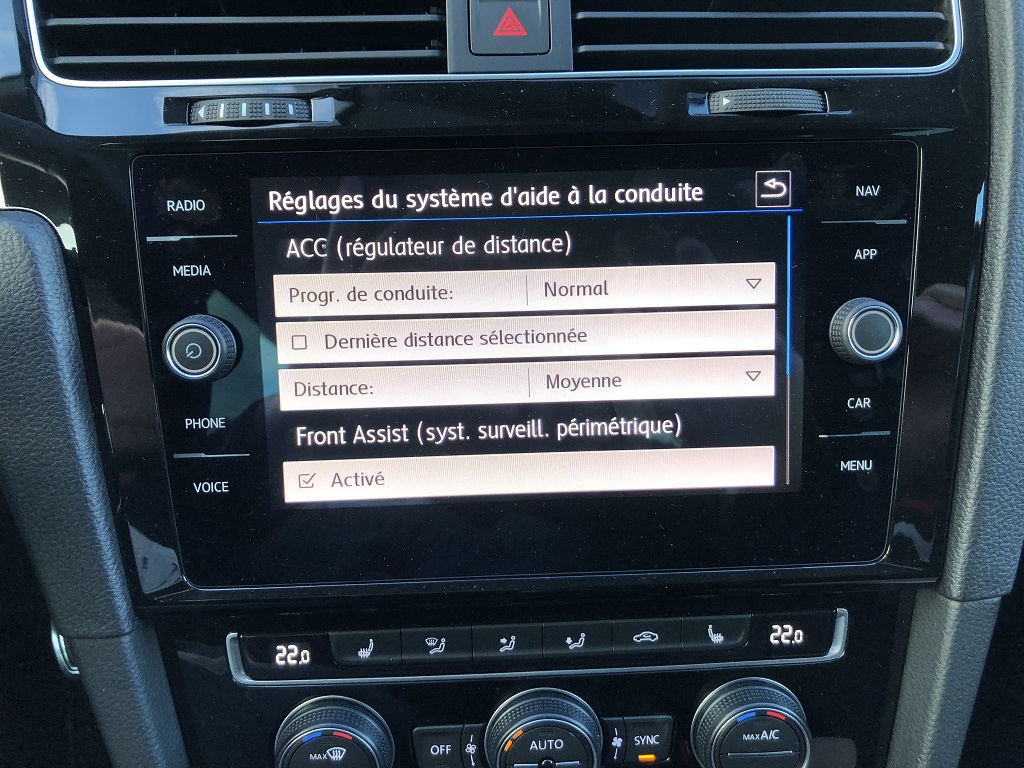 RADIO
MEDIA
PHONE
VOICE
Réglages du système d'aide à la conduite
ACC (régulateur de distance)
Progr. de conduite: Normal
Dernière distance sélectionnée
Distance: Moyenne
Front Assist (syst. surveill. périmétrique)
Activé
NAV
APP
CAR
MENU
22.0
22.0
MAX
OFF
AUTO
SYNC
MAX A/C